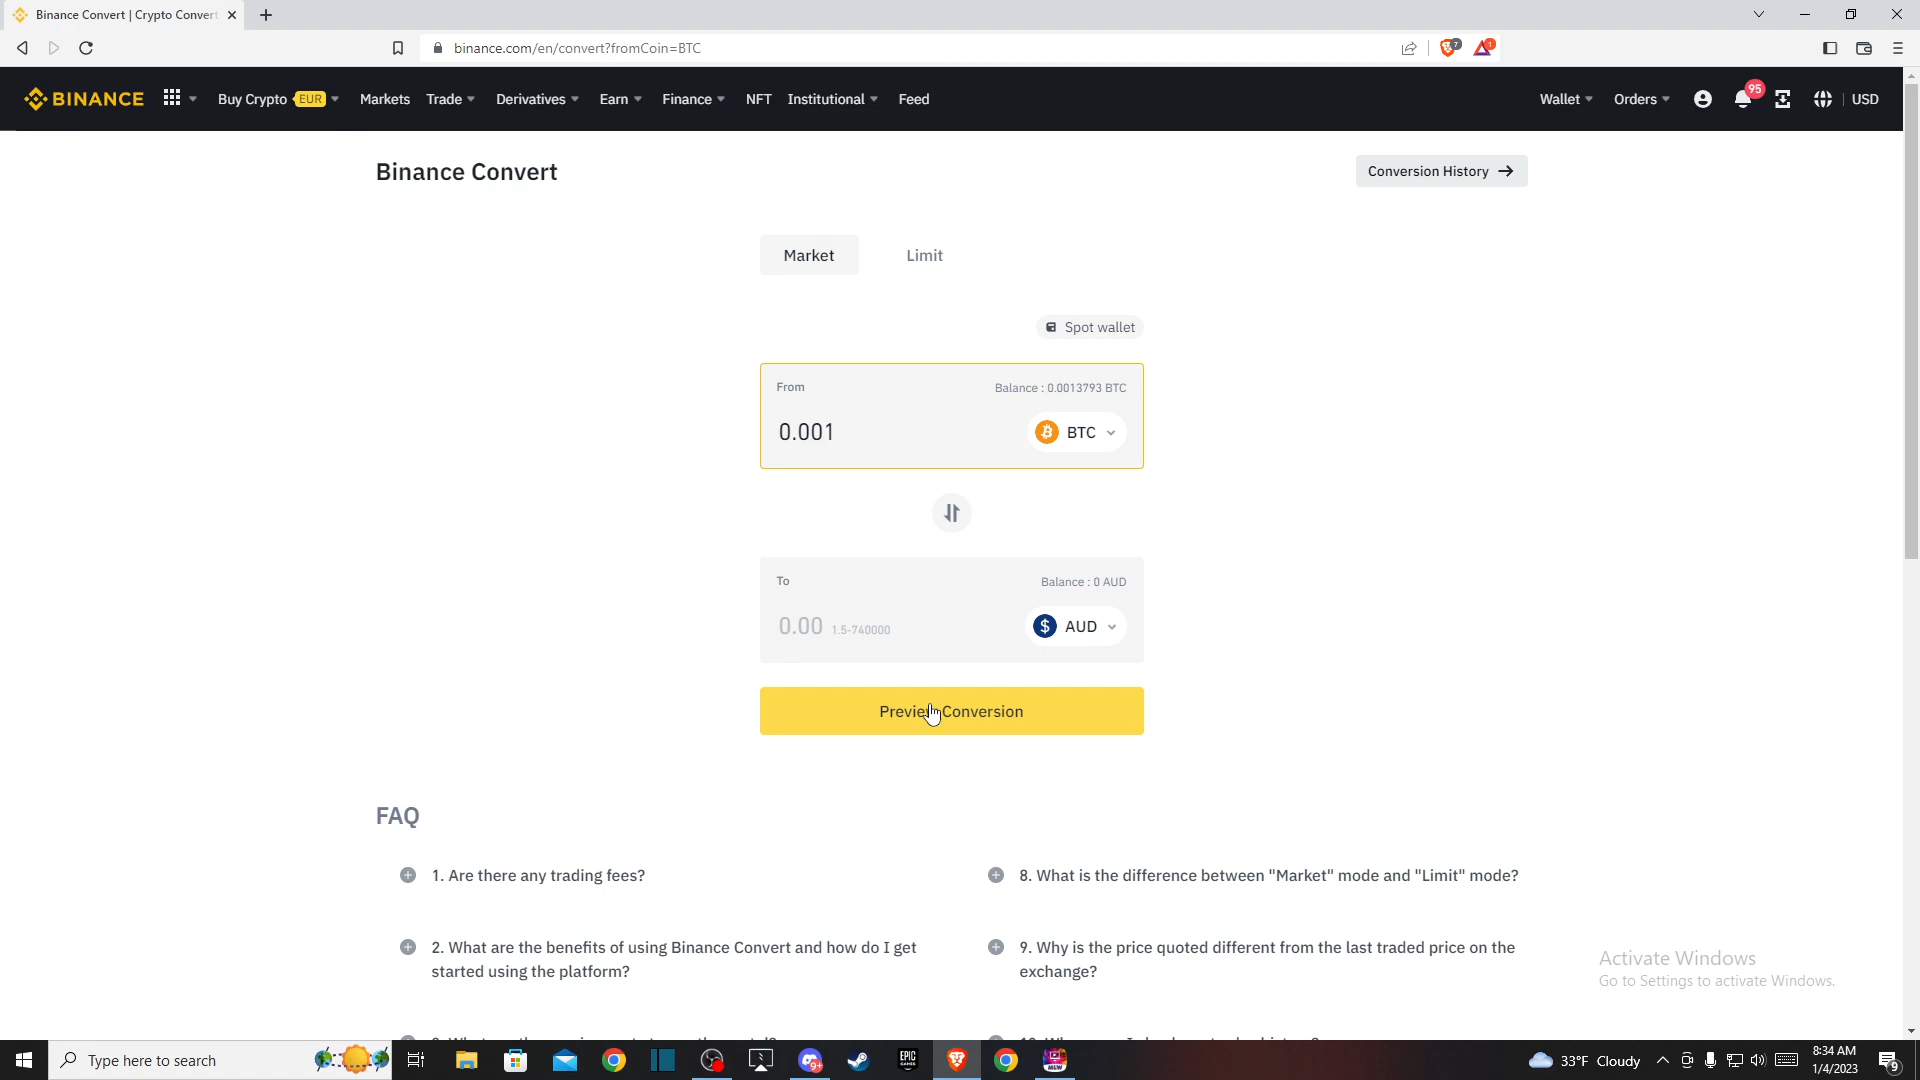 Binance Convert | Crypto Convert
binance.com/en/convert?fromCoin=BTC
7
1
BINANCE
Buy Crypto EUR
Markets
Trade
Derivatives
Earn
Finance
NFT
Institutional
Feed
Wallet
Orders
95
USD
Binance Convert
Conversion History
Market
Limit
Spot wallet
From
Balance : 0.0013793 BTC
0.001
BTC
To
Balance : 0 AUD
0.00 1.5-740000
$ AUD
Preview Conversion
FAQ
1. Are there any trading fees?
8. What is the difference between "Market" mode and "Limit" mode?
2. What are the benefits of using Binance Convert and how do I get
started using the platform?
9. Why is the price quoted different from the last traded price on the
exchange?
Activate Windows
Go to Settings to activate Windows.
Type here to search
9+
EPIC
GAMES
33°F Cloudy
8:34 AM
1/4/2023
9